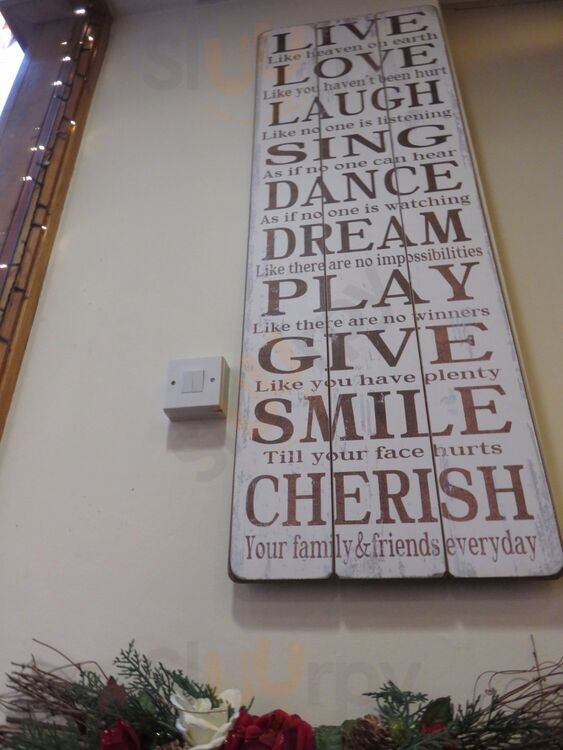 LIVE
Like heaven on earth
LOVE
Like you haven't been hurt
LAUGH
Like no one is listening
SING
As if no one can hear
DANCE
As if no one is watching
DREAM
Like there are no impossibilities
PLAY
Like there are no winners
GIVE
Like you have plenty
SMILE
Till your face hurts
CHERISH
Your family & friends everyday
Sluurpy